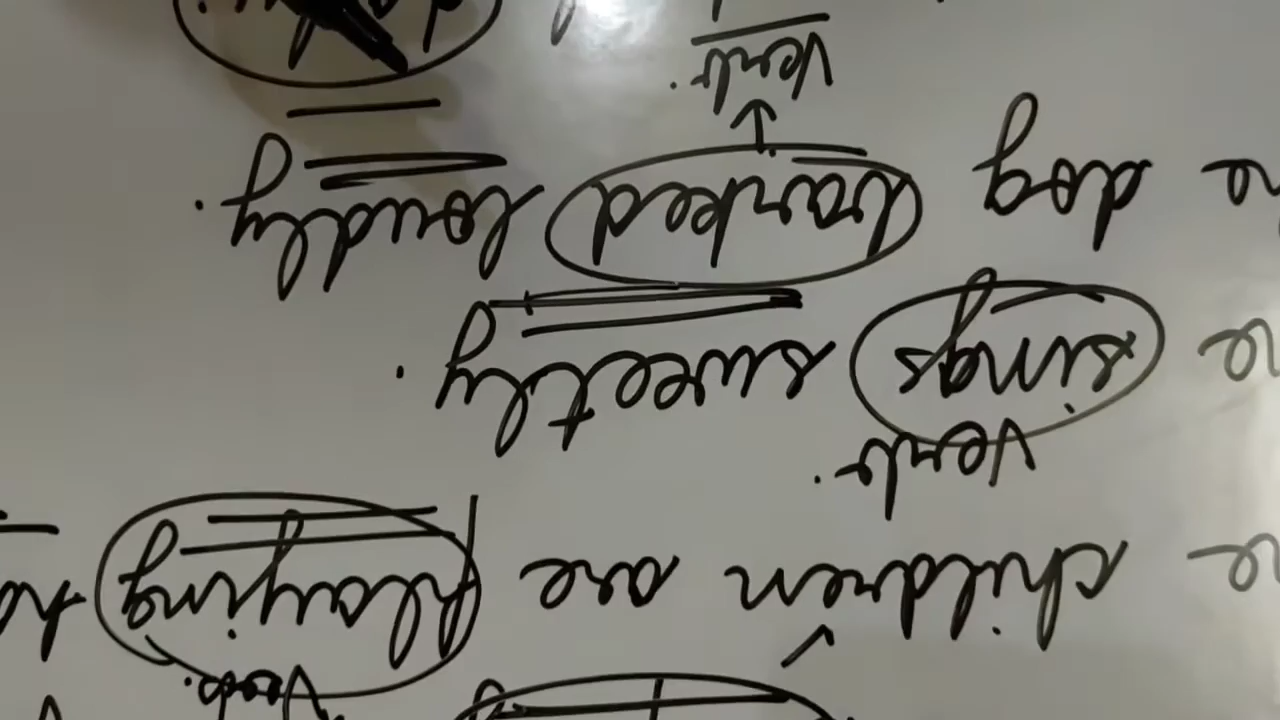 Verb.
children are playing
Verb.
sings sweetly.
dog barked loudly.
↓
Verb.